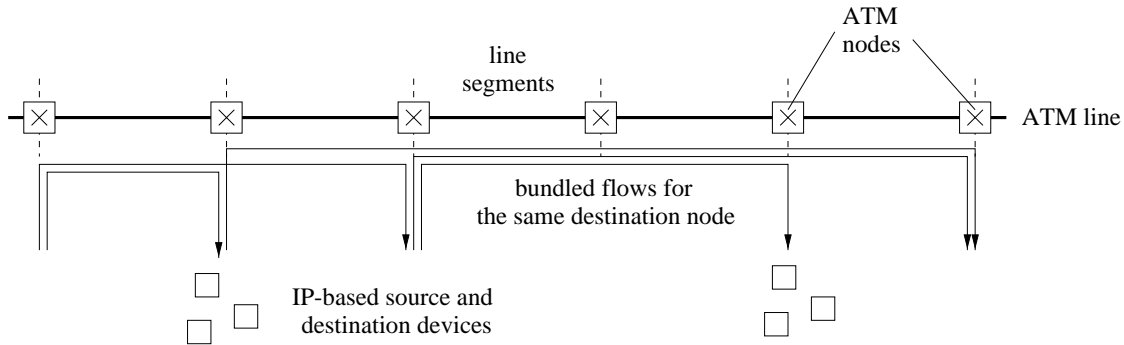 ATM
nodes
line
segments
ATM line
bundled flows for
the same destination node
IP-based source and
destination devices